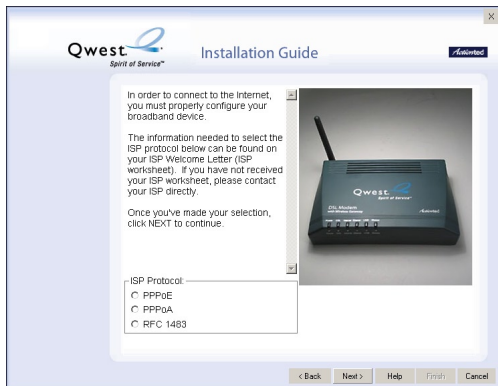 X
Qwest.
Spirit of Service™
Installation Guide
Actiontec
In order to connect to the Internet,
you must properly configure your
broadband device.
The information needed to select the
ISP protocol below can be found on
your ISP Welcome Letter (ISP
worksheet). If you have not received
your ISP worksheet, please contact
your ISP directly.
Once you've made your selection,
click NEXT to continue.
Qwest
Spirit of Service
DSL Modem
with Wireless Gateway
Actiontec
ISP Protocol:
PPPoE
PPPoA
RFC 1483
< Back
Next >
Help
Finish
Cancel